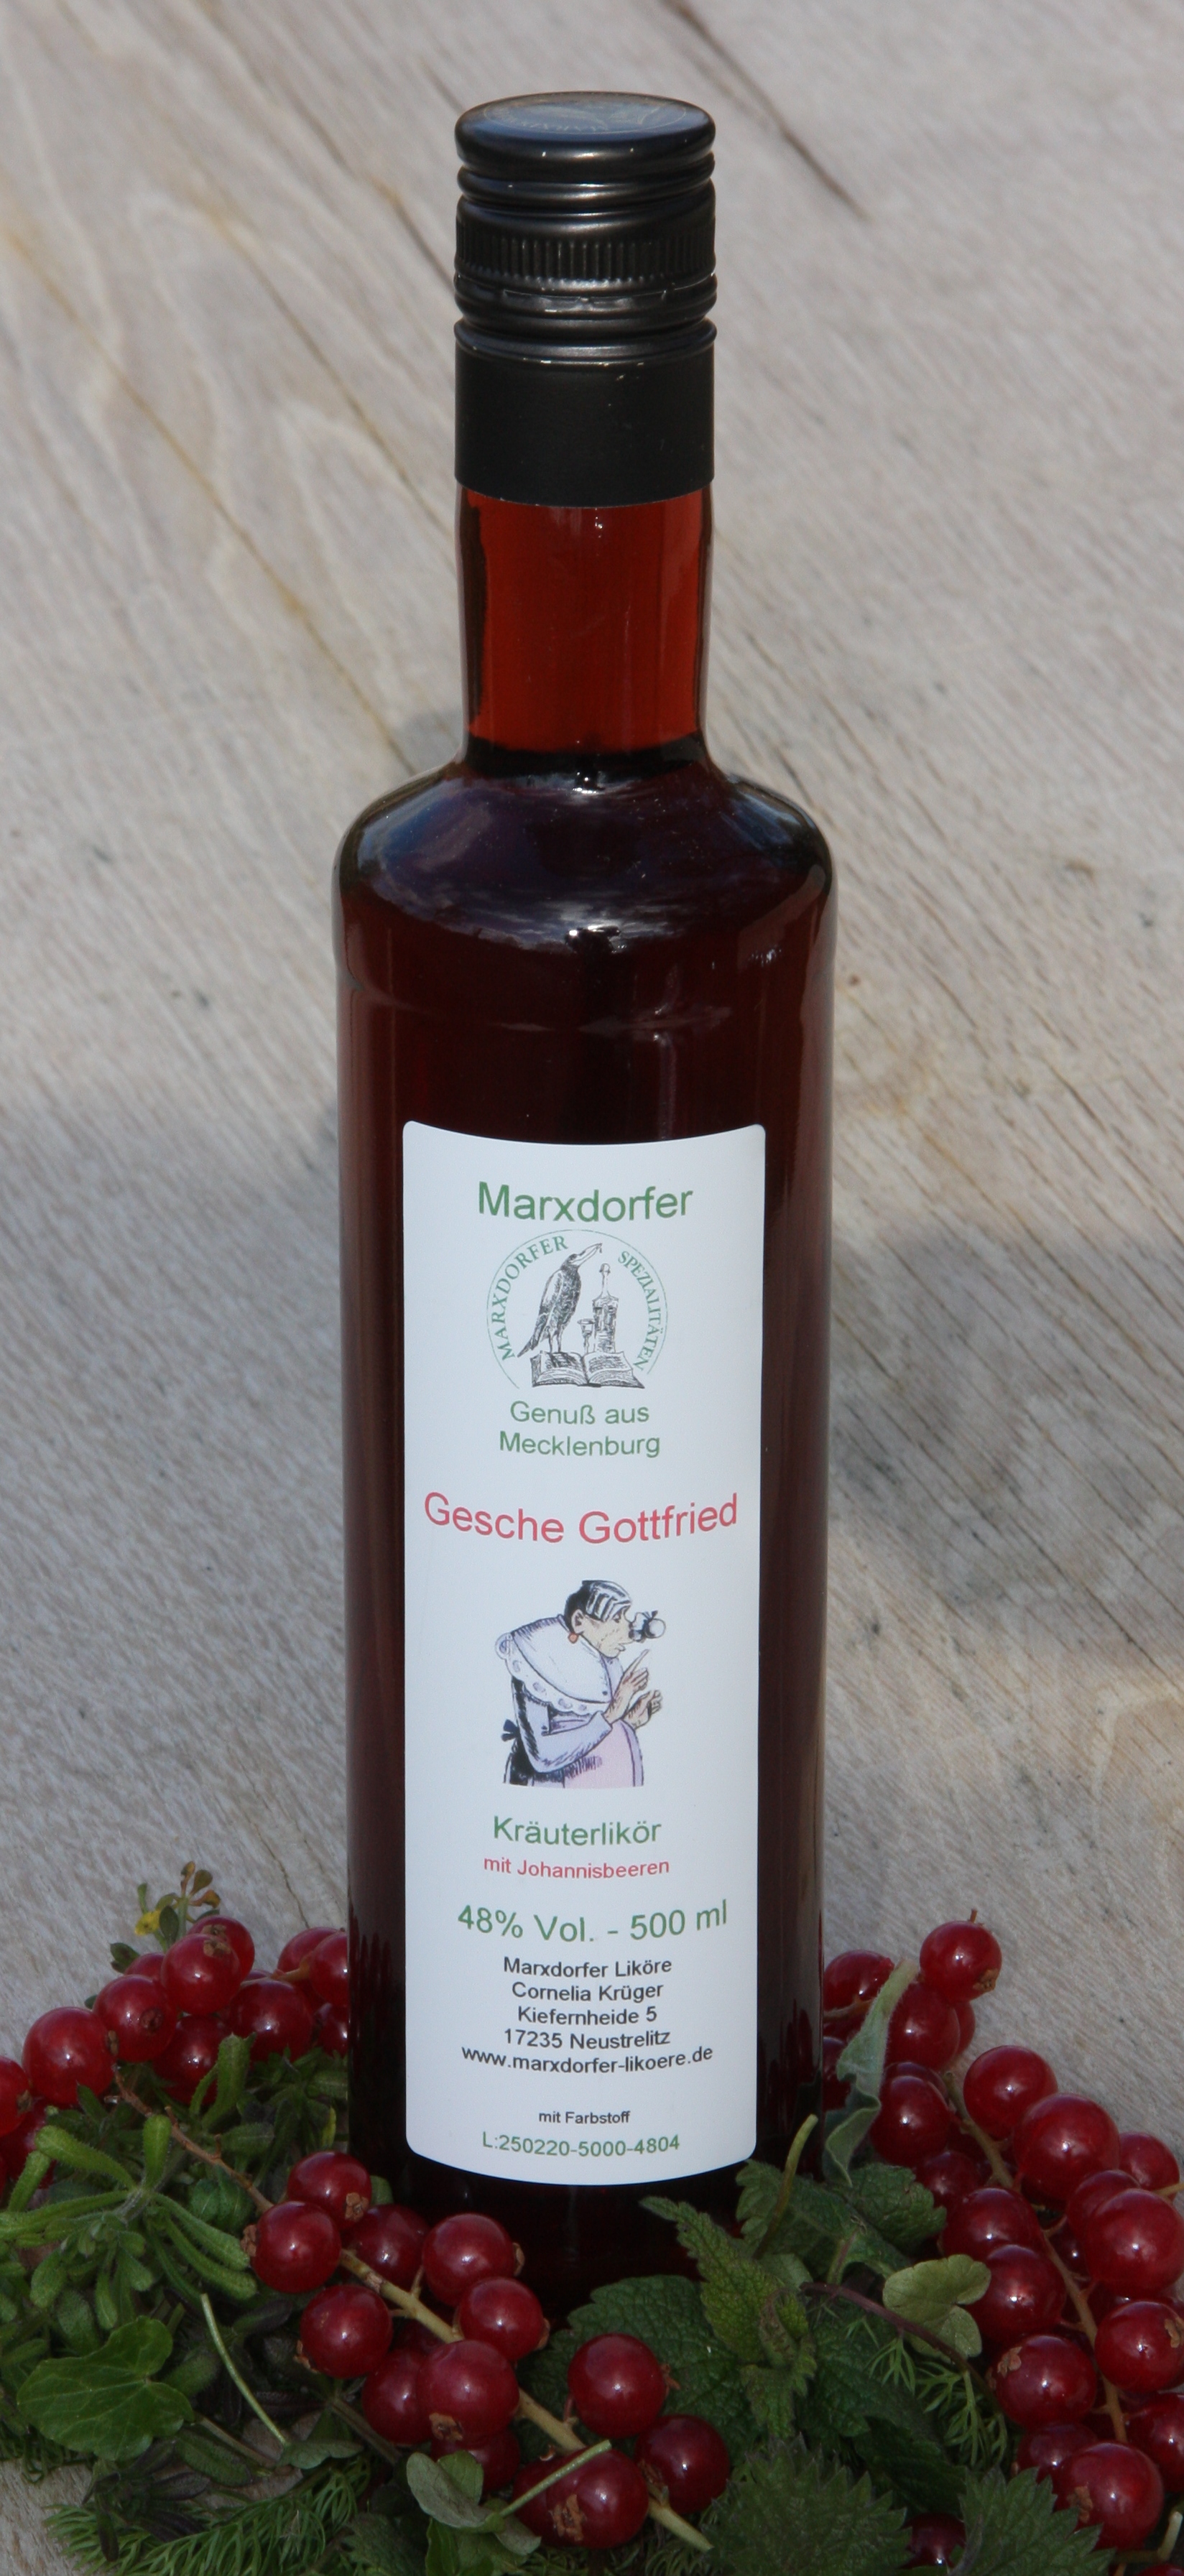 Marxdorfer
MARXDORFER SPEZIALITÄTEN
Genuß aus
Mecklenburg
Gesche Gottfried
Kräuterlikör
mit Johannisbeeren
48% Vol. - 500 ml
Marxdorfer Liköre
Cornelia Krüger
Kiefernheide 5
17235 Neustrelitz
www.marxdorfer-likoere.de
mit Farbstoff
L:250220-5000-4804